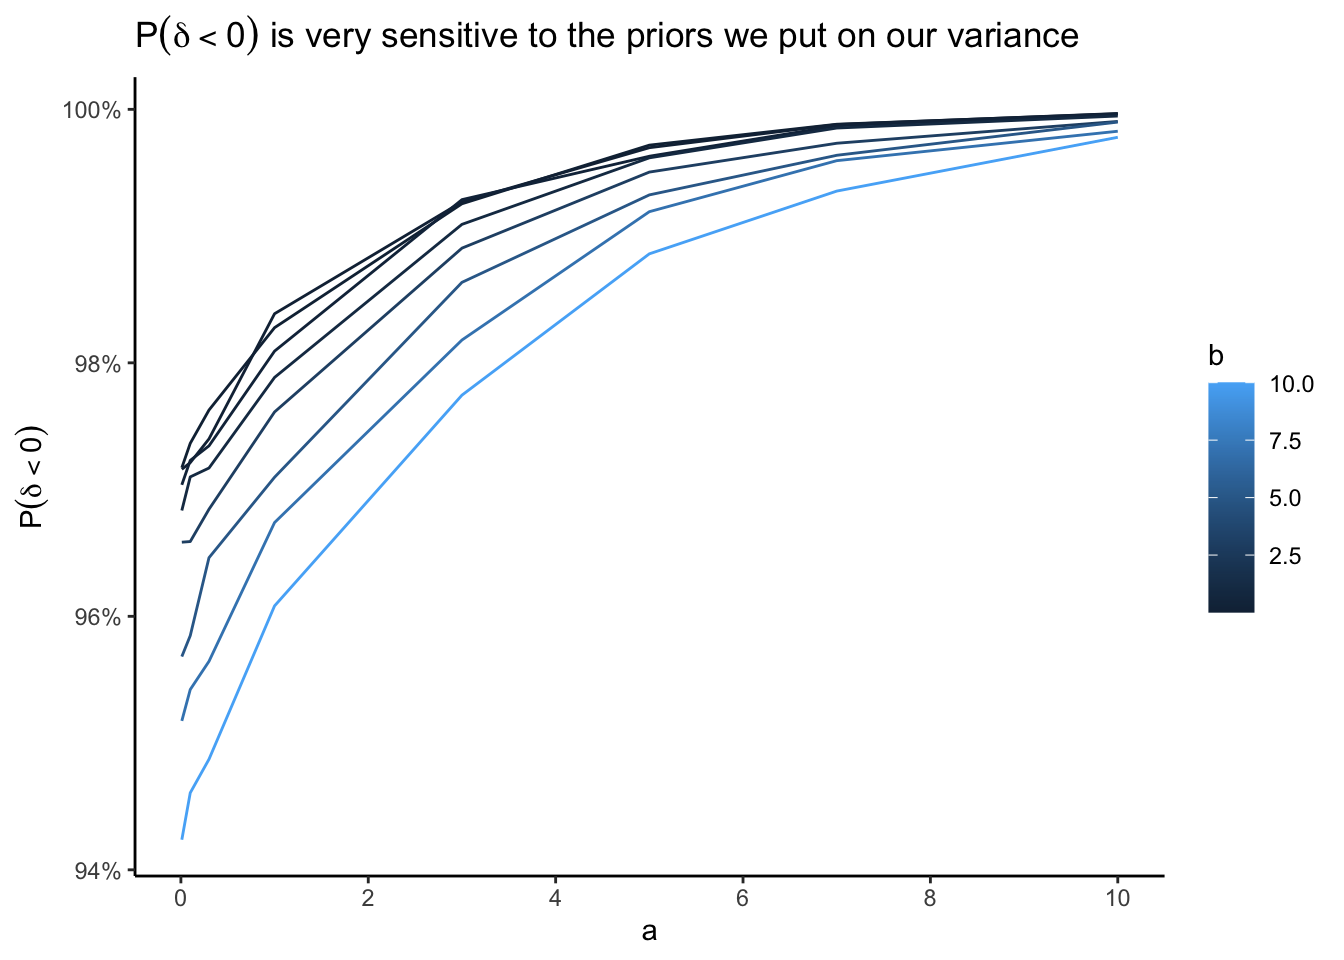 P(δ < 0) is very sensitive to the priors we put on our variance
100%
98%
96%
94%
P(δ < 0)
0 2 4 6 8 10
a
b
10.0
7.5
5.0
2.5